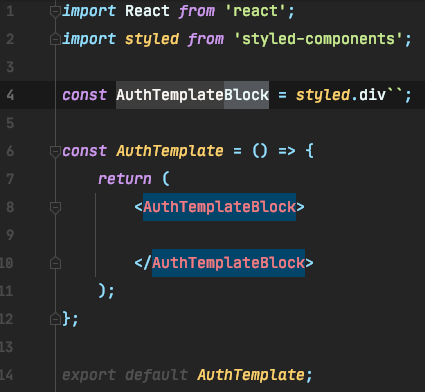 1 import React from 'react';
2 import styled from 'styled-components';
3
4 const AuthTemplateBlock = styled.div``;
5
6 const AuthTemplate = () => {
7 return (
8 <AuthTemplateBlock>
9
10 </AuthTemplateBlock>
11 );
12 };
13
14 export default AuthTemplate;